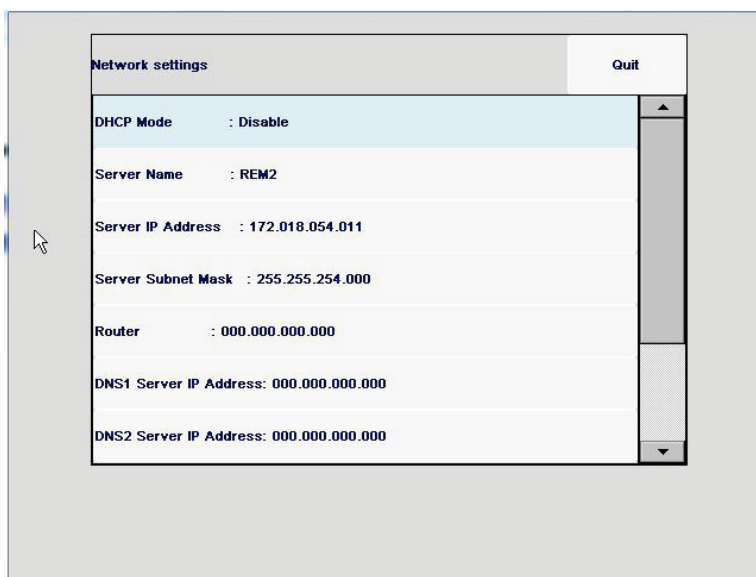 Network settings
Quit
DHCP Mode : Disable
Server Name : REM2
Server IP Address : 172.018.054.011
Server Subnet Mask : 255.255.254.000
Router : 000.000.000.000
DNS1 Server IP Address: 000.000.000.000
DNS2 Server IP Address: 000.000.000.000